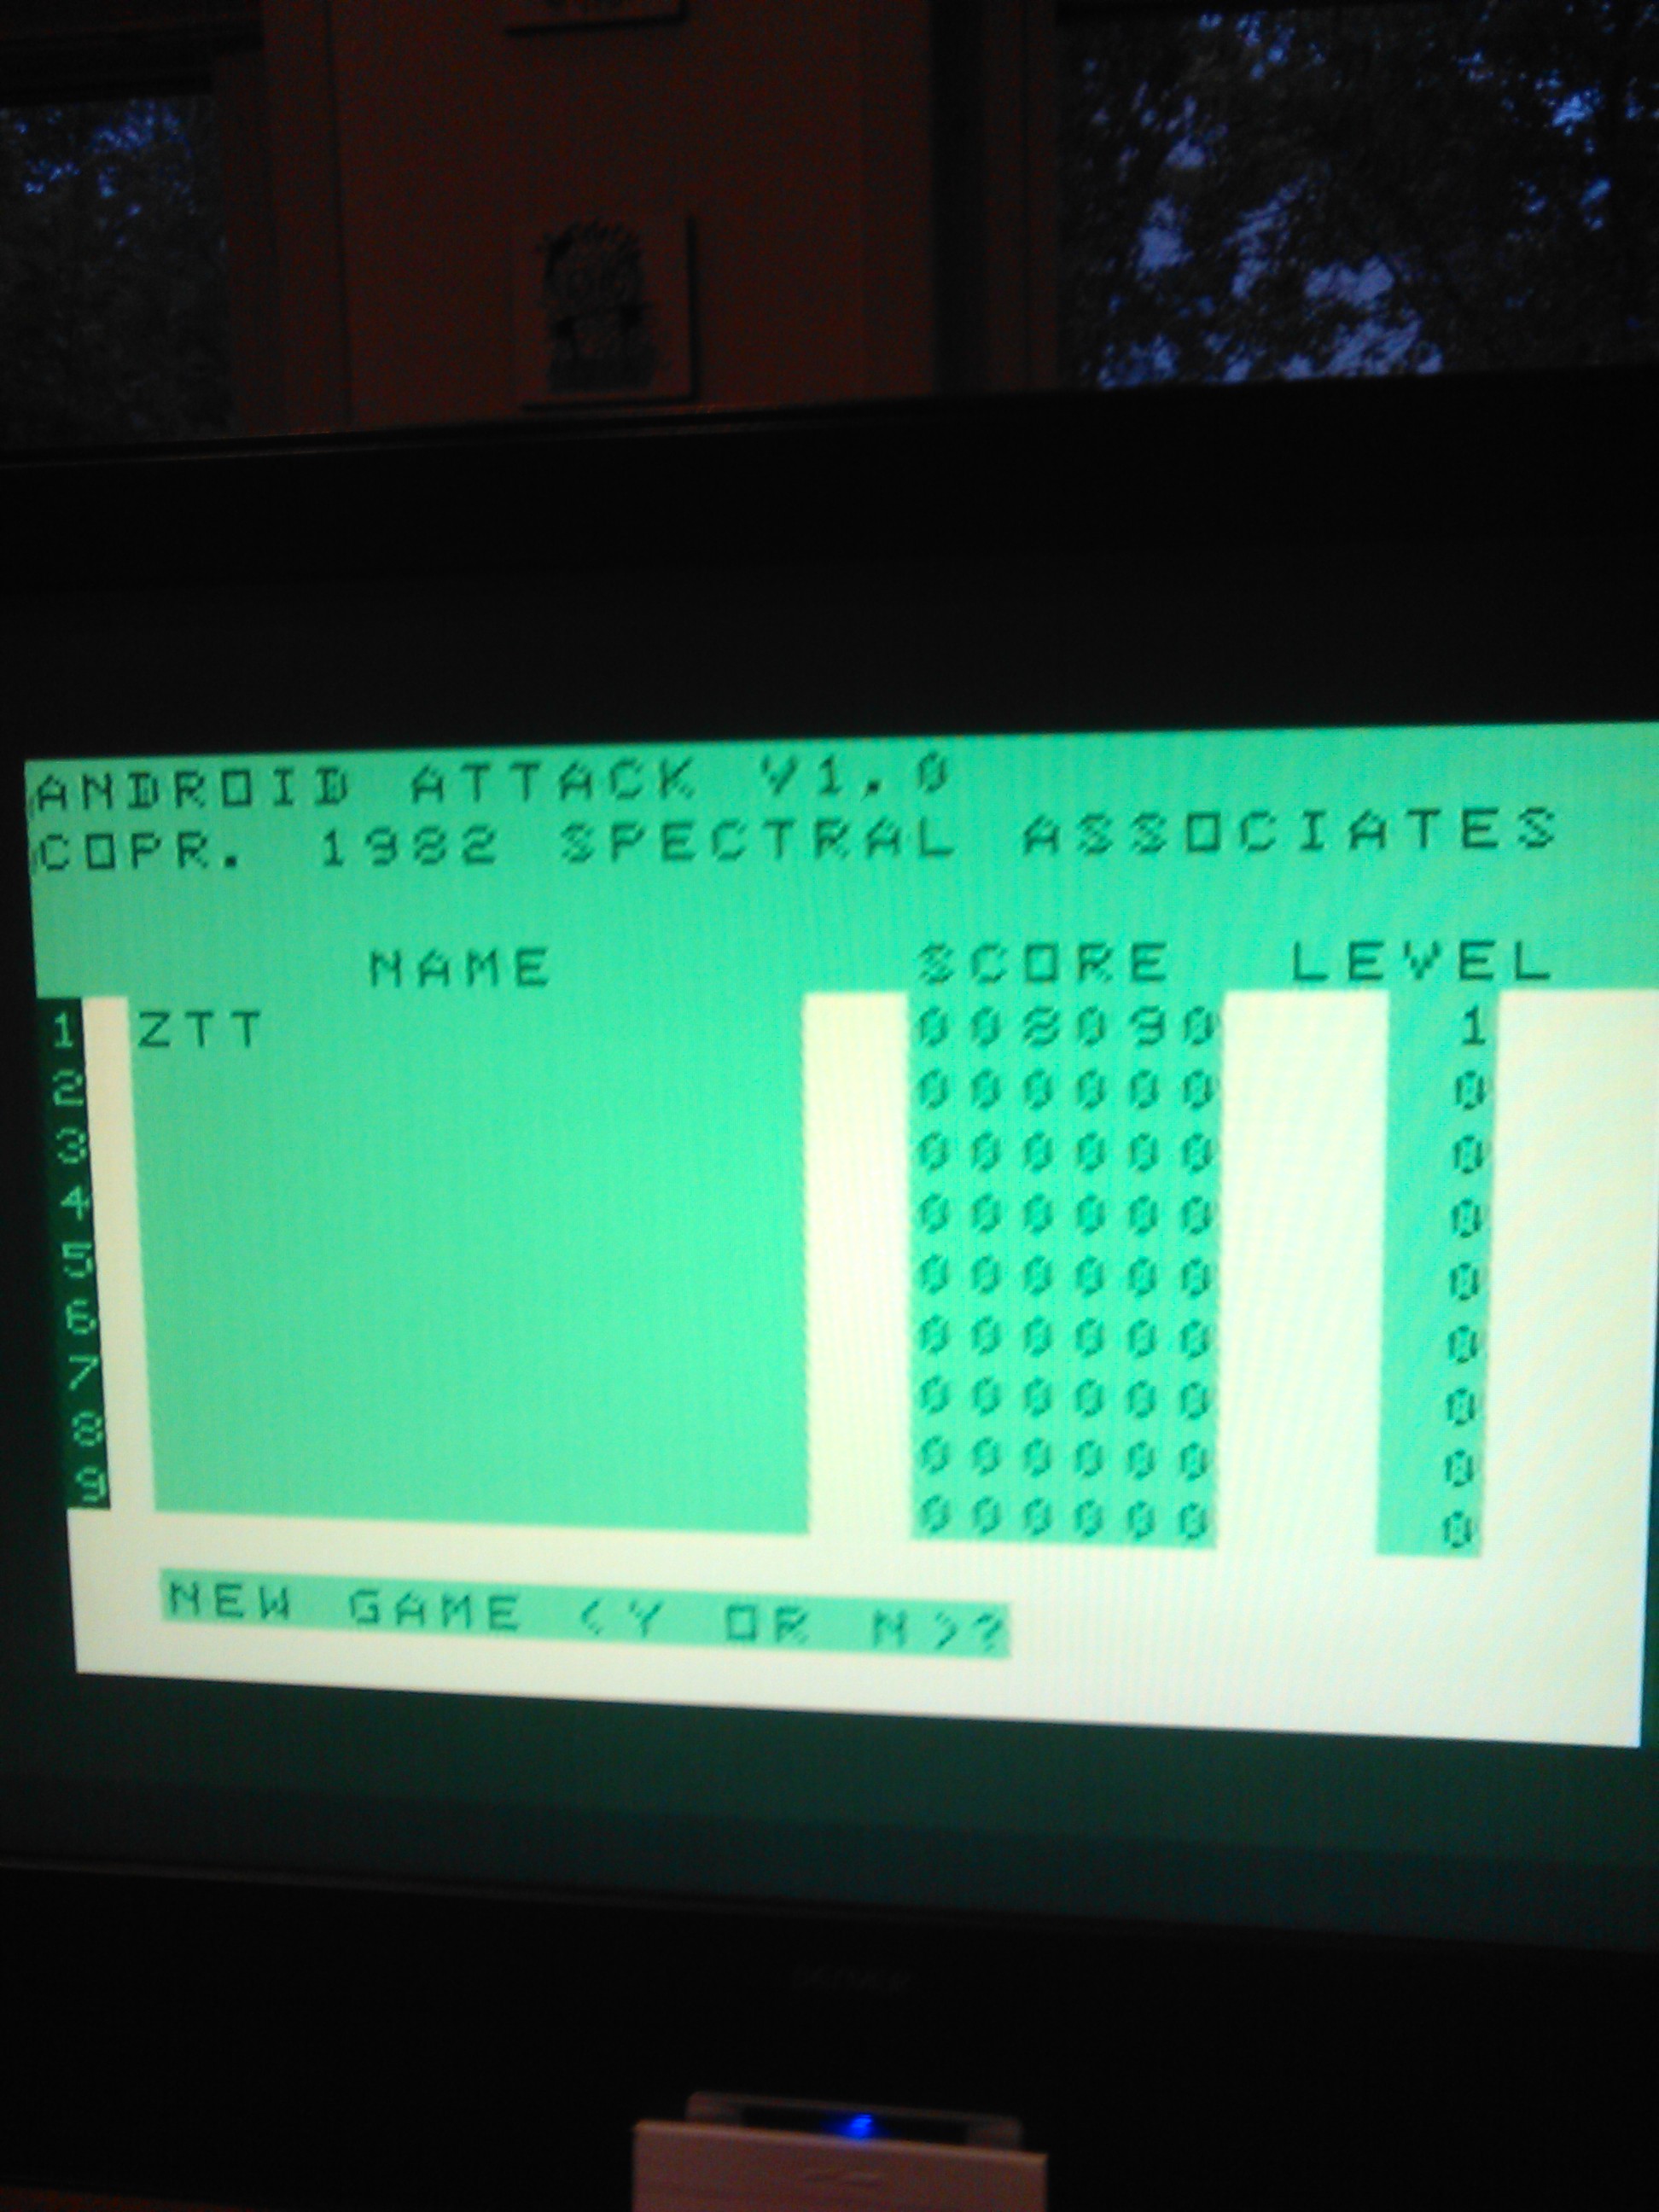 ANDROID ATTACK V1.0
COPR. 1982 SPECTRAL ASSOCIATES
NAME SCORE LEVEL
1 ZTT 008090 1
2 000000 0
3 000000 0
4 000000 0
5 000000 0
6 000000 0
7 000000 0
8 000000 0
9 000000 0
000000 0
NEW GAME (Y OR N)?